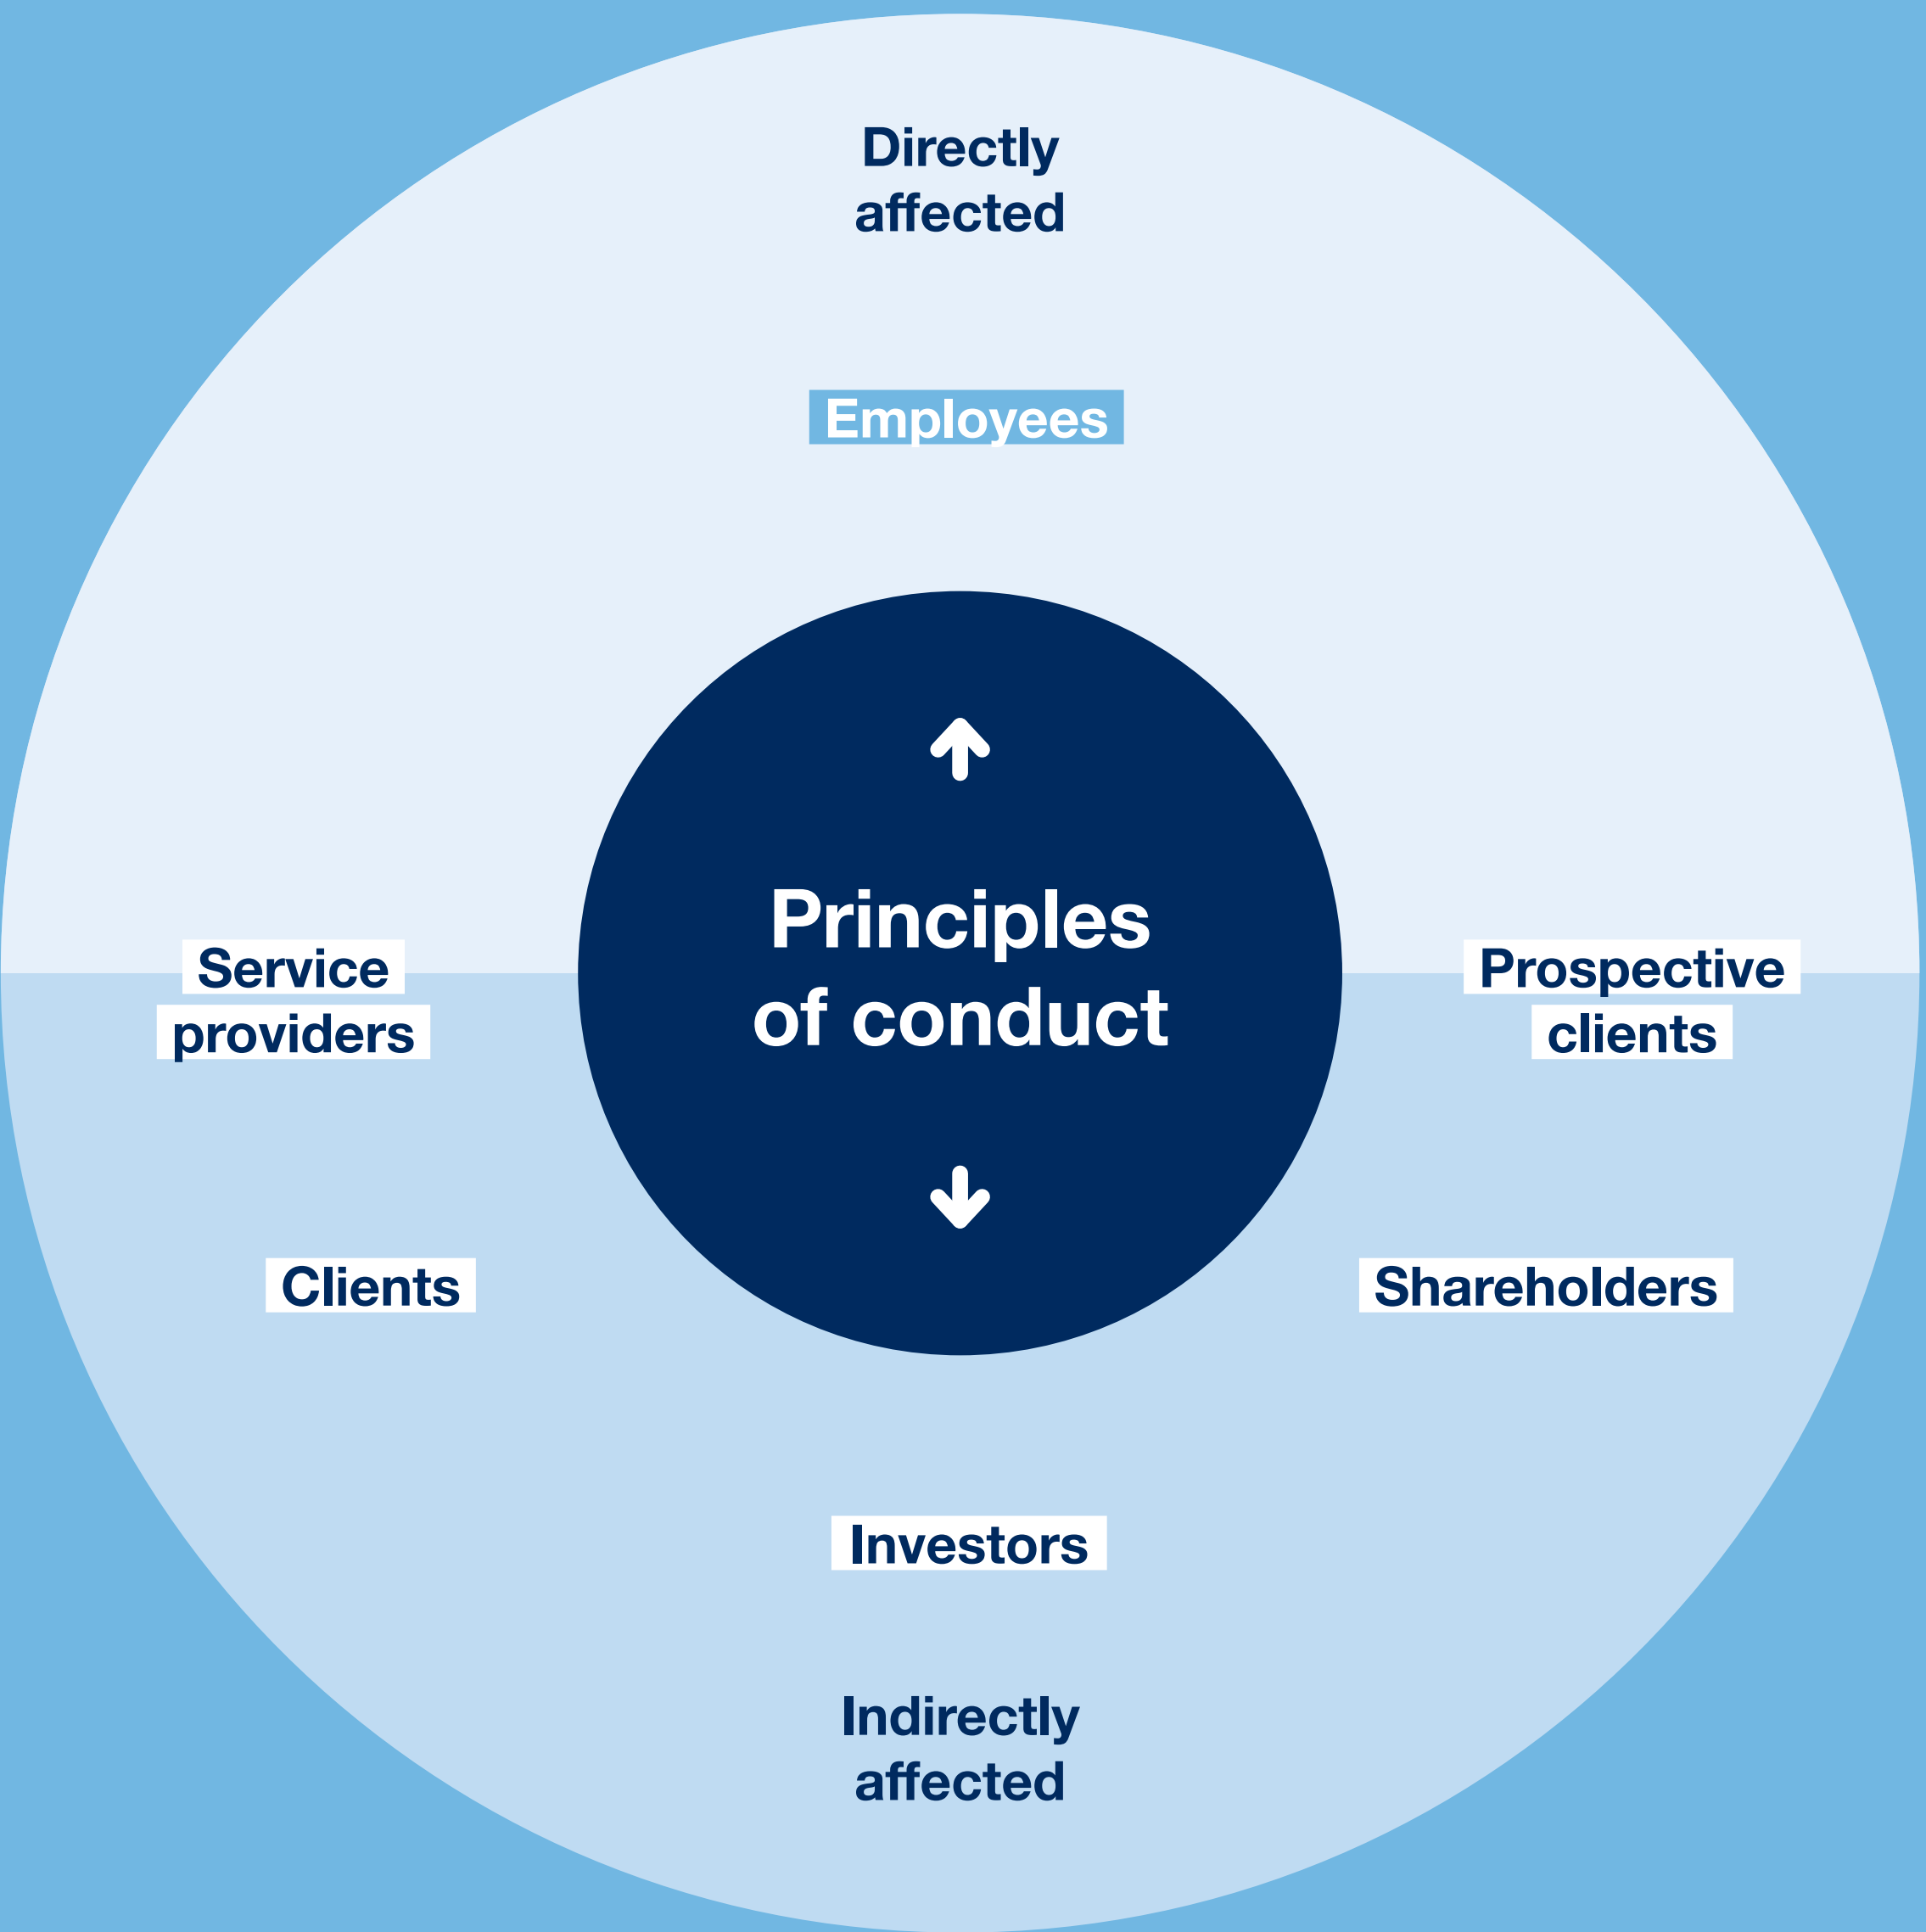 Directly
affected
Employees
Principles
of conduct
Service
providers
Prospective
clients
Clients
Shareholders
Investors
Indirectly
affected